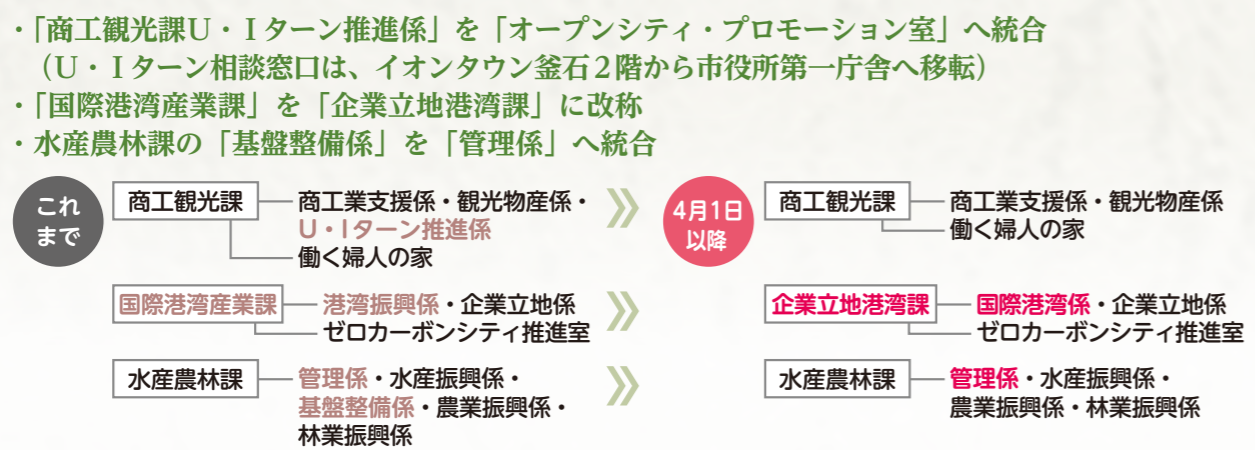 ・「商工観光課U・Iターン推進係」を「オープンシティ・プロモーション室」へ統合
（U・Iターン相談窓口は、イオンタウン釜石2階から市役所第一庁舎へ移転）
・「国際港湾産業課」を「企業立地港湾課」に改称
・水産農林課の「基盤整備係」を「管理係」へ統合
これ
まで
商工観光課
商工業支援係・観光物産係・
U・Iターン推進係
働く婦人の家
国際港湾産業課
港湾振興係・企業立地係
ゼロカーボンシティ推進室
水産農林課
管理係・水産振興係・
基盤整備係・農業振興係・
林業振興係
4月1日
以降
商工観光課
商工業支援係・観光物産係
働く婦人の家
企業立地港湾課
国際港湾係・企業立地係
ゼロカーボンシティ推進室
水産農林課
管理係・水産振興係・
農業振興係・林業振興係